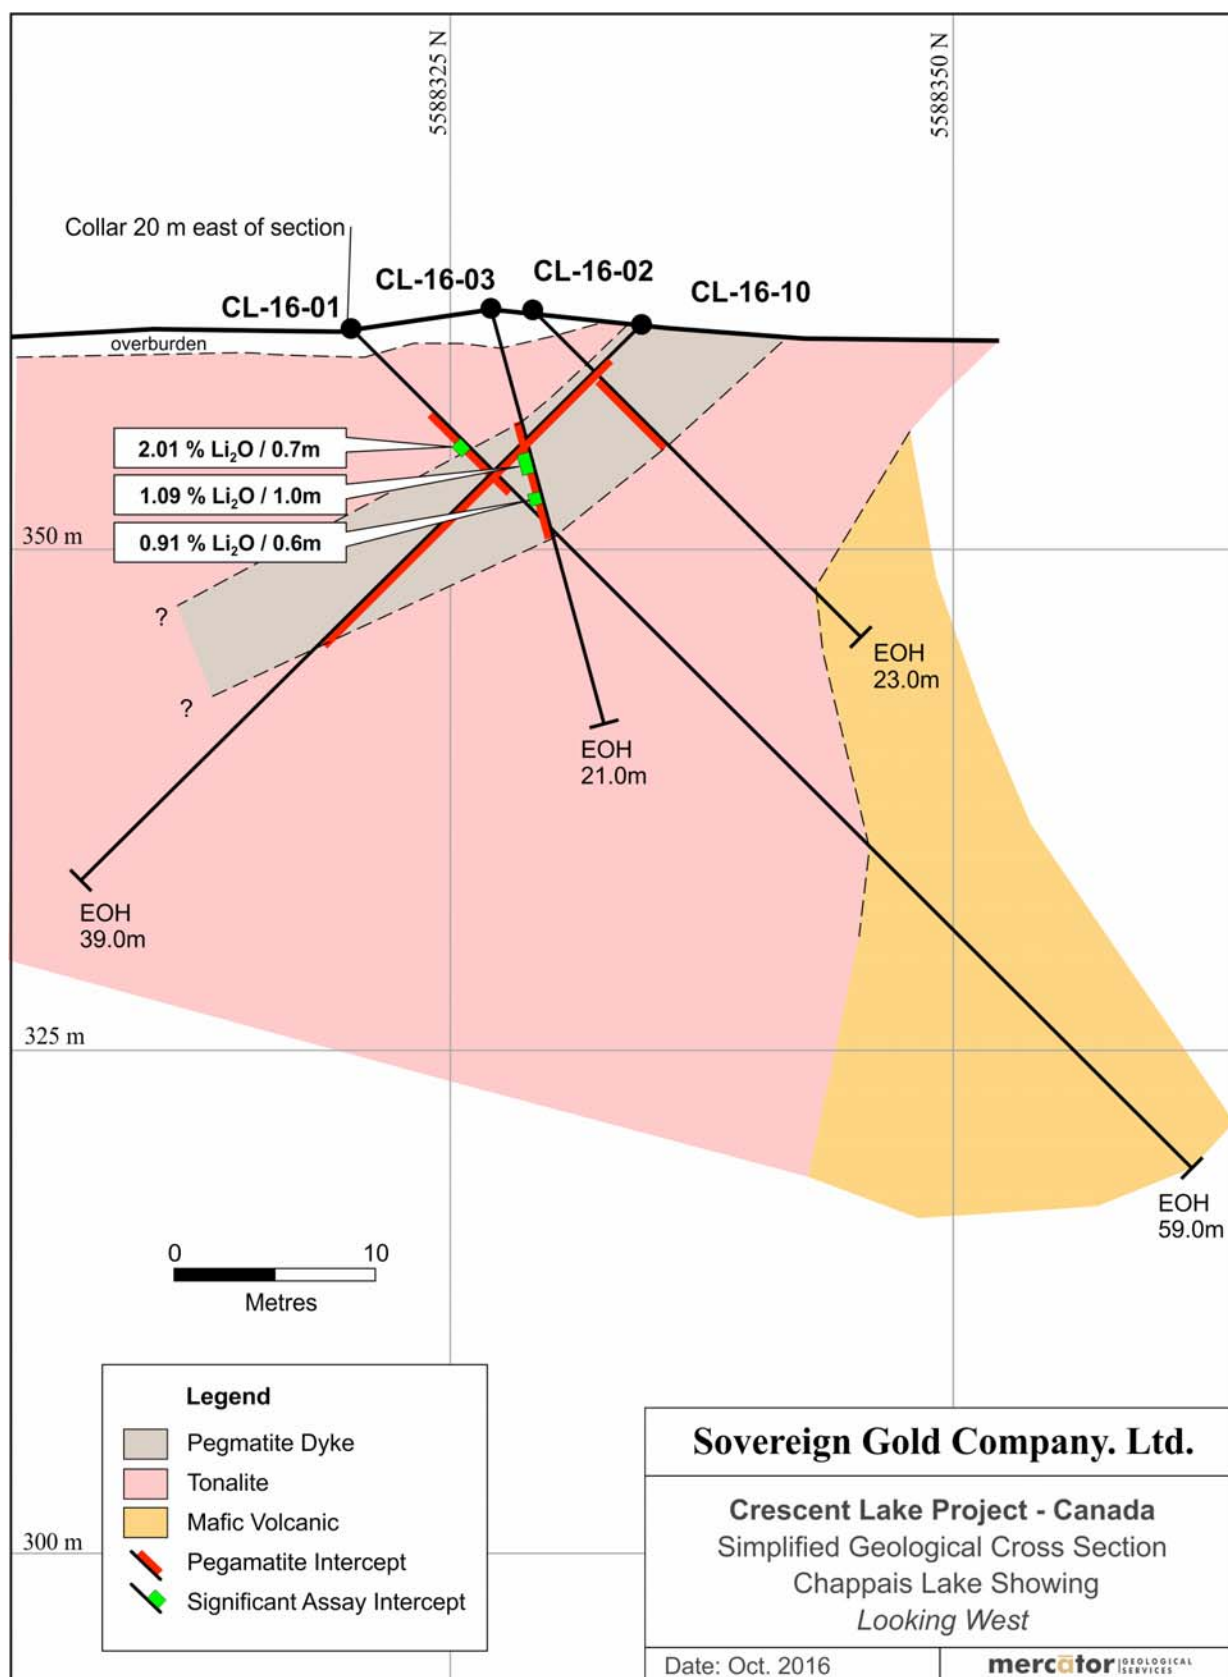 5588325 N
5588350 N
Collar 20 m east of section
CL-16-01
CL-16-03
CL-16-02
CL-16-10
overburden
2.01 % Li₂O / 0.7m
1.09 % Li₂O / 1.0m
0.91 % Li₂O / 0.6m
350 m
?
?
EOH
23.0m
EOH
21.0m
EOH
39.0m
325 m
EOH
59.0m
0 10
Metres
300 m
Legend
Pegmatite Dyke
Tonalite
Mafic Volcanic
Pegamatite Intercept
Significant Assay Intercept
Sovereign Gold Company. Ltd.
Crescent Lake Project - Canada
Simplified Geological Cross Section
Chappais Lake Showing
Looking West
Date: Oct. 2016
mercātor GEOLOGICAL
SERVICES